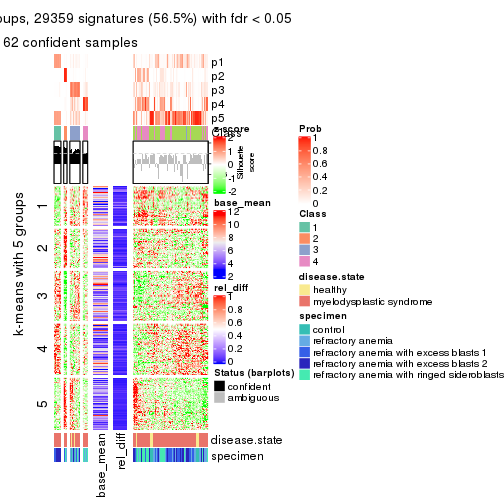 oups, 29359 signatures (56.5%) with fdr < 0.05
62 confident samples
p1
p2
p3
p4
p5
Class
Silhouette
score
k-means with 5 groups
1
2
3
4
5
base_mean
rel_diff
disease.state
specimen
z-score
2
1
0
-1
-2
base_mean
12
10
8
6
4
2
rel_diff
1
0.8
0.6
0.4
0.2
0
Status (barplots)
confident
ambiguous
Prob
1
0.8
0.6
0.4
0.2
0
Class
1
2
3
4
disease.state
healthy
myelodysplastic syndrome
specimen
control
refractory anemia
refractory anemia with excess blasts 1
refractory anemia with excess blasts 2
refractory anemia with ringed sideroblasts